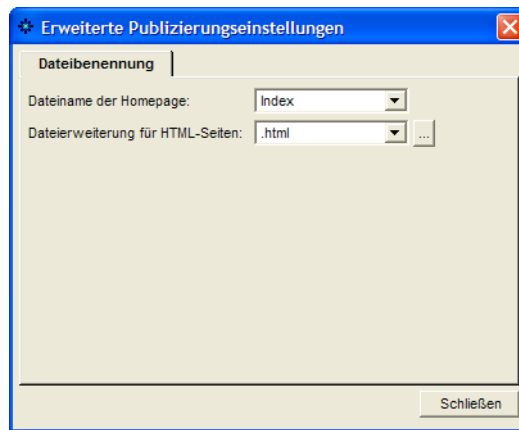 Erweiterte Publizierungseinstellungen
Dateibenennung
Dateiname der Homepage: Index
Dateierweiterung für HTML-Seiten: .html ...
Schließen